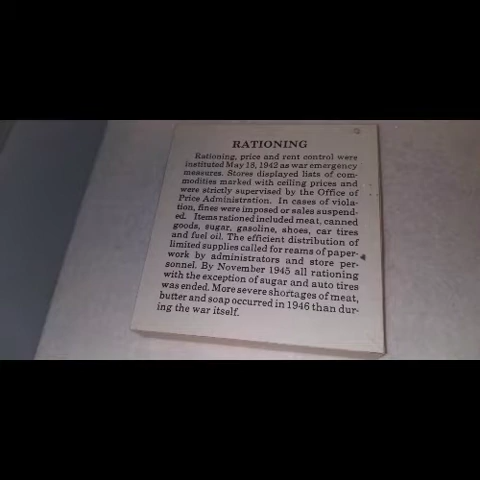 RATIONING
Rationing, price and rent control were
instituted May 18, 1942 as war emergency
measures. Stores displayed lists of com-
modities marked with ceiling prices and
were strictly supervised by the Office of
Price Administration. In cases of viola-
tion, fines were imposed or sales suspend-
ed. Items rationed included meat, canned
goods, sugar, gasoline, shoes, car tires
and fuel oil. The efficient distribution of
limited supplies called for reams of paper-
work by administrators and store per-
sonnel. By November 1945 all rationing
with the exception of sugar and auto tires
was ended. More severe shortages of meat,
butter and soap occurred in 1946 than dur-
ing the war itself.